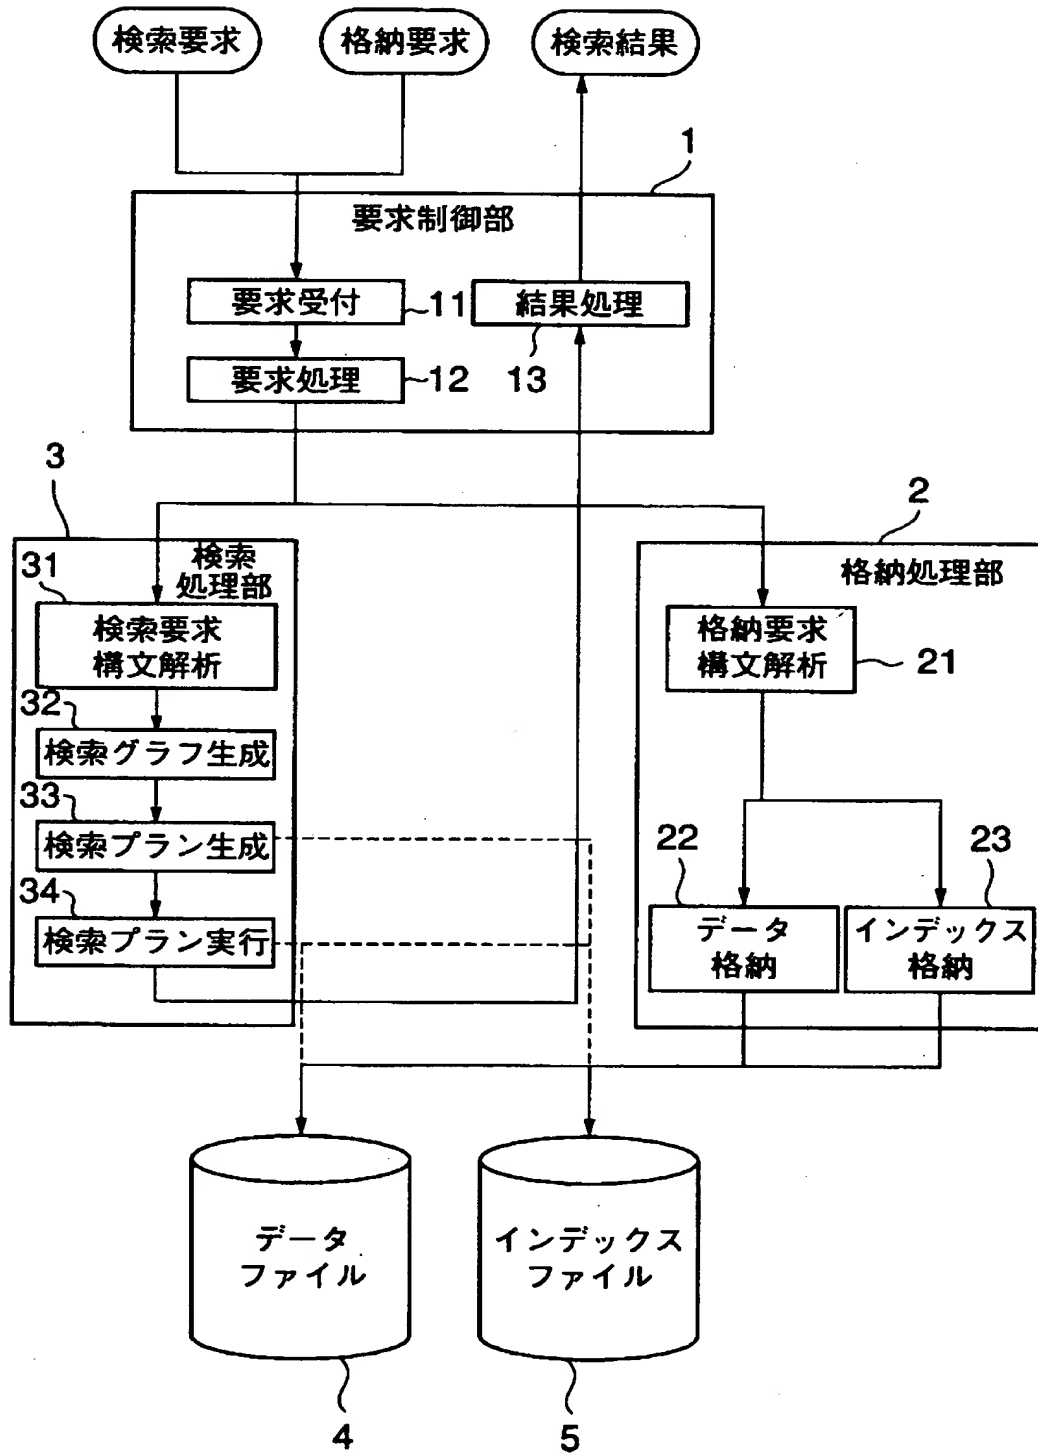 検索要求
格納要求
検索結果
1
要求制御部
要求受付
11
結果処理
13
要求処理
12
3
2
検索
処理部
31
検索要求
構文解析
32
検索グラフ生成
33
検索プラン生成
34
検索プラン実行
格納処理部
格納要求
構文解析
21
22
23
データ
格納
インデックス
格納
データ
ファイル
インデックス
ファイル
4
5